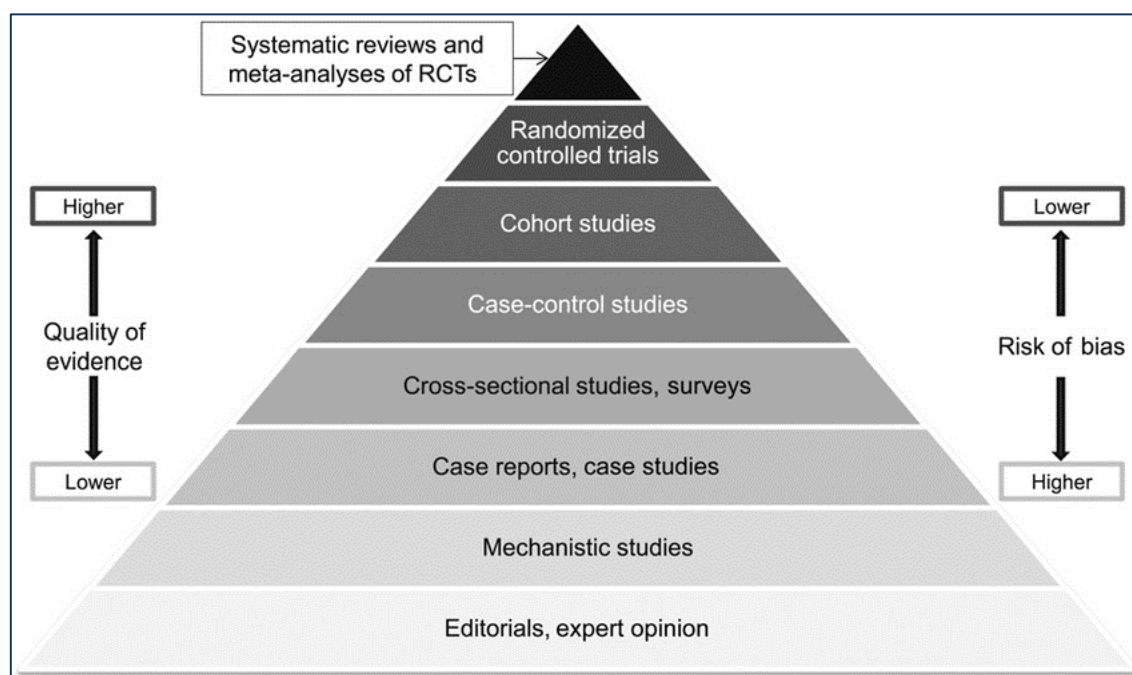 Systematic reviews and
meta-analyses of RCTs
Randomized
controlled trials
Higher
Lower
Cohort studies
Case-control studies
Quality of
evidence
Risk of bias
Cross-sectional studies, surveys
Case reports, case studies
Lower
Higher
Mechanistic studies
Editorials, expert opinion